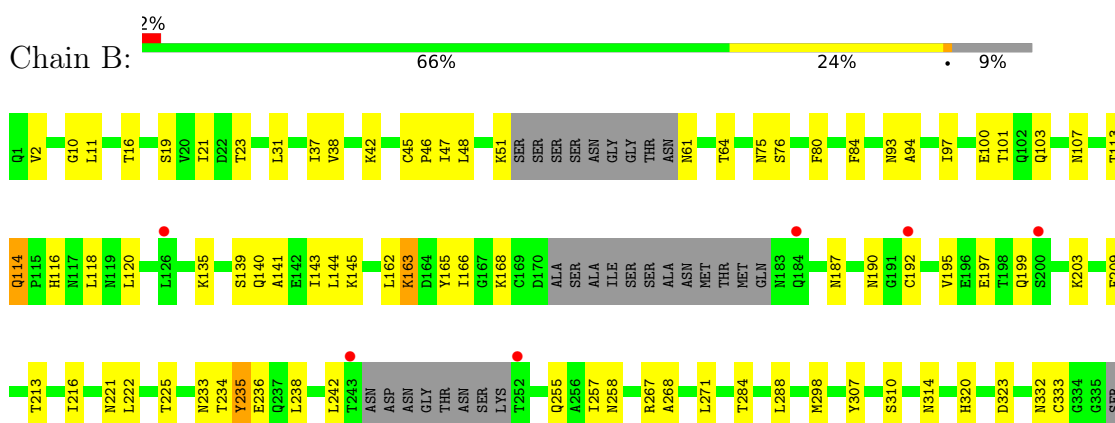 2%
Chain B:
66% 24% • 9%
Q1 V2 G10 L11 T16 S19 V20 I21 D22 T23 L31 I37 V38 K42 C45 P46 I47 L48 K51 SER SER SER SER ASN GLY GLY THR ASN N61 T64 N75 S76 F80 F84 N93 A94 I97 E100 T101 Q102 Q103 N107 T113
Q114 P115 H116 N117 L118 N119 L120 L126 K135 S139 Q140 A141 E142 I143 L144 K145 L162 K163 D164 Y165 I166 G167 K168 C169 D170 ALA SER ALA ILE SER SER ALA ASN MET THR MET GLN N183 Q184 N187 N190 G191 C192 V195 E196 E197 T198 Q199 S200 K203
T213 I216 N221 L222 T225 N233 T234 Y235 E236 Q237 L238 L242 T243 ASN ASP ASN GLY THR ASN SER LYS T252 Q255 A256 I257 N258 R267 A268 L271 T284 L288 M298 Y307 S310 N314 H320 D323 N332 C333 G334 G335